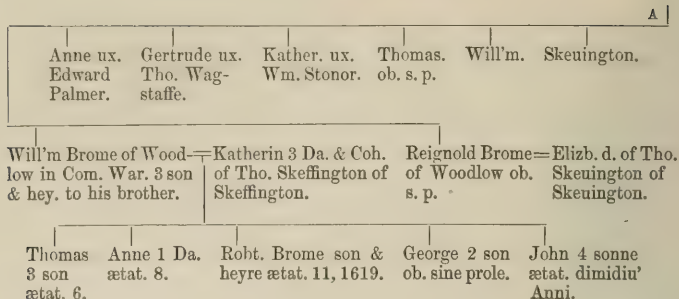 A
Anne ux. Edward Palmer.
Gertrude ux. Tho. Wag-staffe.
Kather. ux. Wm. Stonor.
Thomas. ob. s. p.
Will'm.
Skeuington.
Will'm Brome of Wood-
low in Com. War. 3 son
& hey. to his brother.
Katherin 3 Da. & Coh.
of Tho. Skeffington of
Skeffington.
Reignold Brome
of Woodlow ob.
s. p.
Elizb. d. of Tho.
Skeuington of
Skeuington.
Thomas
3 son
ætat. 6.
Anne 1 Da.
ætat. 8.
Robt. Brome son &
heyre ætat. 11, 1619.
George 2 son
ob. sine prole.
John 4 sonne
ætat. dimidiu'
Anni.